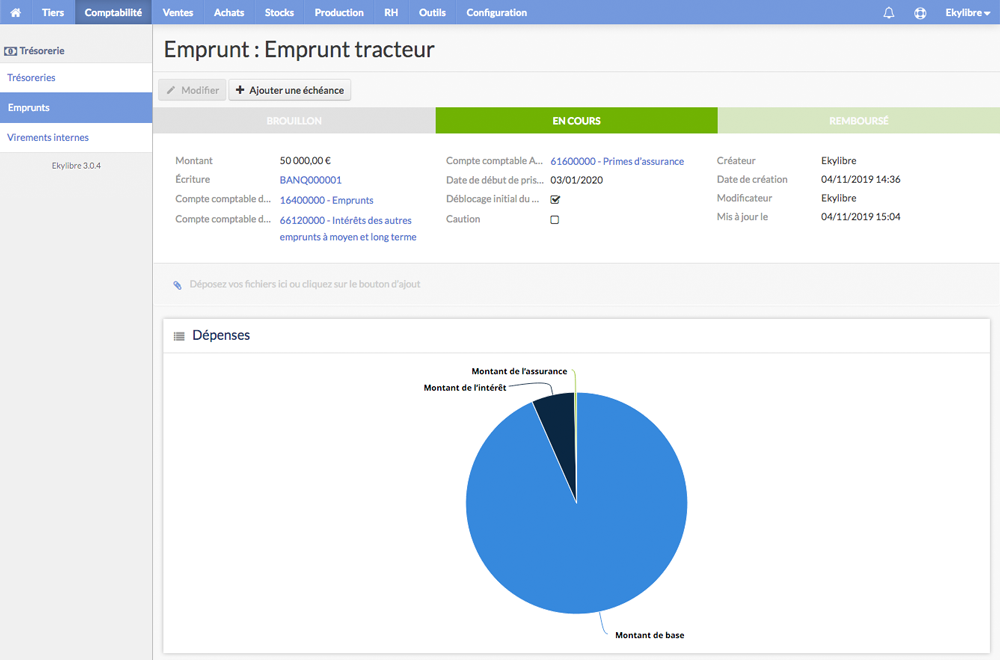 Tiers Comptabilité Ventes Achats Stocks Production RH Outils Configuration Ekylibre
Trésorerie
Trésoreries
Emprunts
Virements internes
Ekylibre 3.0.4
Emprunt : Emprunt tracteur
Modifier Ajouter une échéance
BROUILLON EN COURS REMBOURSÉ
Montant 50 000,00 €
Écriture BANQ000001
Compte comptable d... 16400000 - Emprunts
Compte comptable d... 66120000 - Intérêts des autres
emprunts à moyen et long terme
Compte comptable A... 61600000 - Primes d'assurance
Date de début de pris... 03/01/2020
Déblocage initial du ...
Caution
Créateur Ekylibre
Date de création 04/11/2019 14:36
Modificateur Ekylibre
Mis à jour le 04/11/2019 15:04
Déposez vos fichiers ici ou cliquez sur le bouton d'ajout
Dépenses
Montant de l'assurance
Montant de l'intérêt
Montant de base